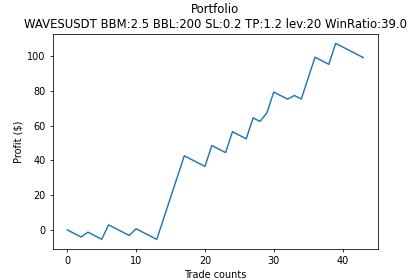 Portfolio
WAVESUSDT BBM:2.5 BBL:200 SL:0.2 TP:1.2 lev:20 WinRatio:39.0
Profit ($)
100
80
60
40
20
0
0 10 20 30 40
Trade counts